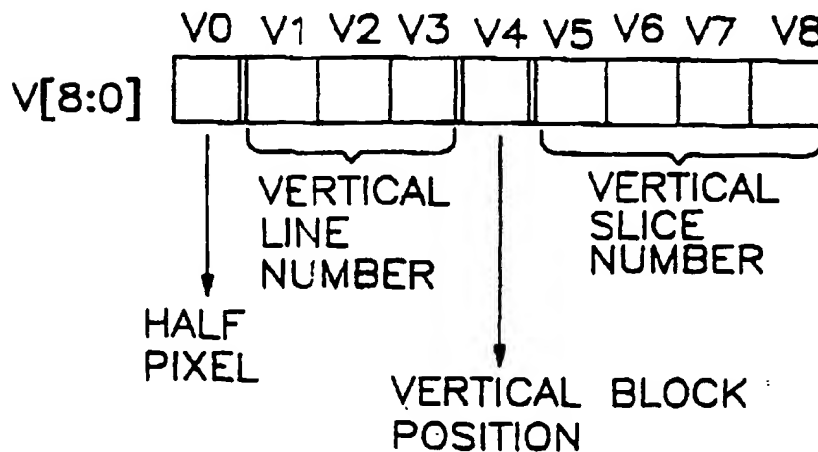 V0 V1 V2 V3 V4 V5 V6 V7 V8
V[8:0]
VERTICAL
LINE
NUMBER
VERTICAL
SLICE
NUMBER
HALF
PIXEL
VERTICAL BLOCK
POSITION